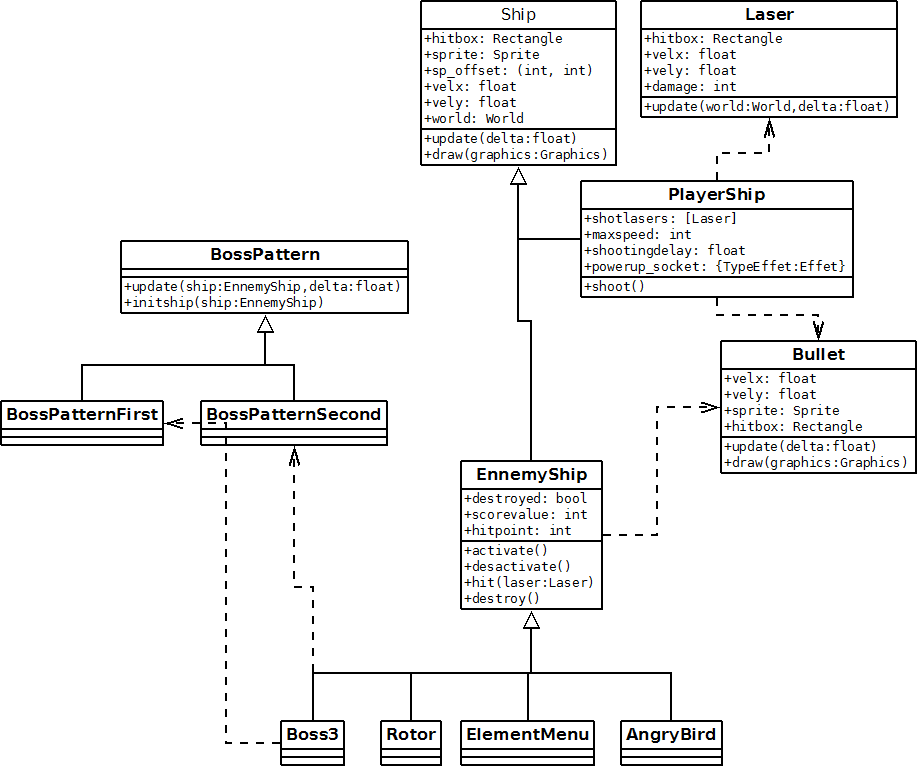 Ship
+hitbox: Rectangle
+sprite: Sprite
+sp_offset: (int, int)
+velx: float
+vely: float
+world: World
+update(delta:float)
+draw(graphics:Graphics)
Laser
+hitbox: Rectangle
+velx: float
+vely: float
+damage: int
+update(world:World,delta:float)
PlayerShip
+shotlasers: [Laser]
+maxspeed: int
+shootingdelay: float
+powerup_socket: {TypeEffet:Effet}
+shoot()
BossPattern
+update(ship:EnnemyShip,delta:float)
+initship(ship:EnnemyShip)
Bullet
+velx: float
+vely: float
+sprite: Sprite
+hitbox: Rectangle
+update(delta:float)
+draw(graphics:Graphics)
BossPatternFirst
BossPatternSecond
EnnemyShip
+destroyed: bool
+scorevalue: int
+hitpoint: int
+activate()
+desactivate()
+hit(laser:Laser)
+destroy()
Boss3
Rotor
ElementMenu
AngryBird